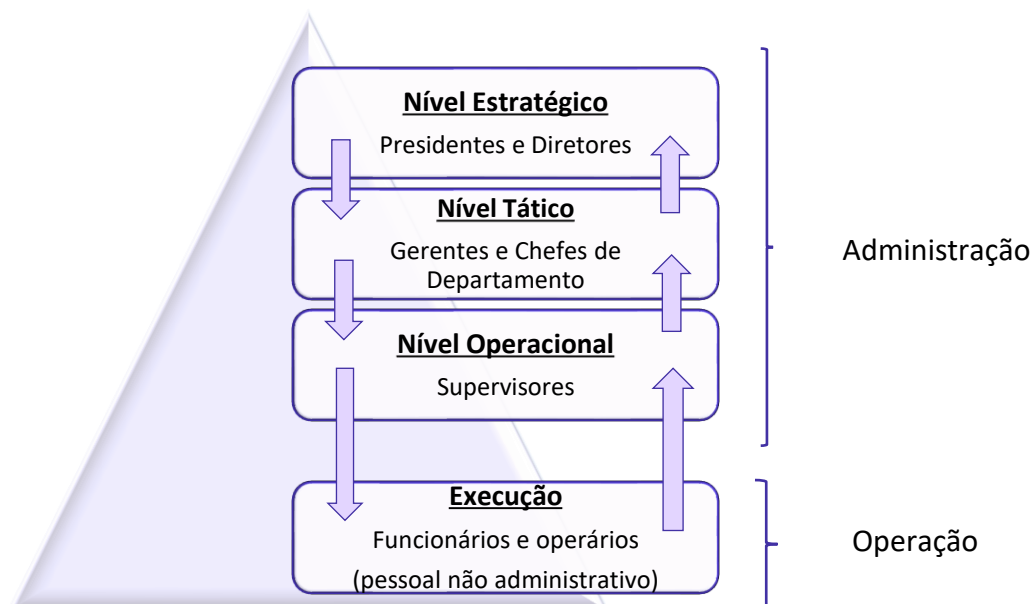 Nível Estratégico
Presidentes e Diretores
Nível Tático
Gerentes e Chefes de
Departamento
Administração
Nível Operacional
Supervisores
Execução
Funcionários e operários
(pessoal não administrativo)
Operação